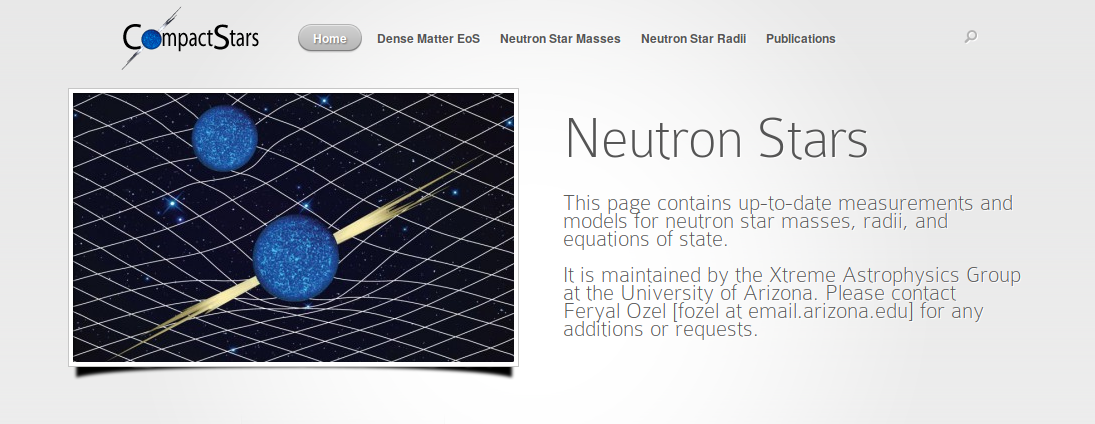 CompactStars
Home
Dense Matter EoS
Neutron Star Masses
Neutron Star Radii
Publications
Neutron Stars
This page contains up-to-date measurements and
models for neutron star masses, radii, and
equations of state.
It is maintained by the Xtreme Astrophysics Group
at the University of Arizona. Please contact
Feryal Ozel [fozel at email.arizona.edu] for any
additions or requests.